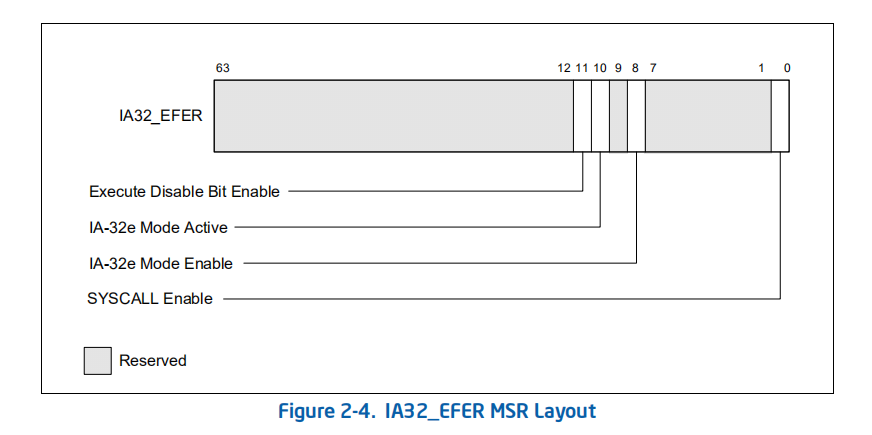 63 12 11 10 9 8 7 1 0
IA32_EFER
Execute Disable Bit Enable
IA-32e Mode Active
IA-32e Mode Enable
SYSCALL Enable
Reserved
Figure 2-4. IA32_EFER MSR Layout